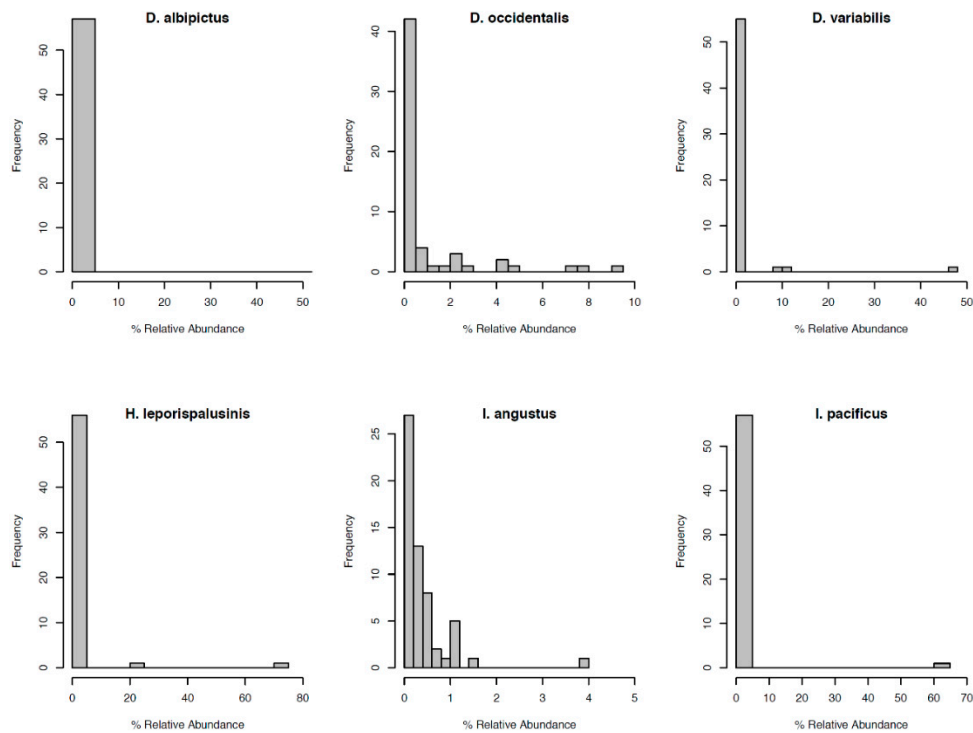 D. albipictus
Frequency
0 10 20 30 40 50
0 10 20 30 40 50
% Relative Abundance
D. occidentalis
Frequency
0 10 20 30 40
0 2 4 6 8 10
% Relative Abundance
D. variabilis
Frequency
0 10 20 30 40 50
0 10 20 30 40 50
% Relative Abundance
H. leporispalusinis
Frequency
0 10 20 30 40 50
0 20 40 60 80
% Relative Abundance
I. angustus
Frequency
0 5 10 15 20 25
0 1 2 3 4 5
% Relative Abundance
I. pacificus
Frequency
0 10 20 30 40 50
0 10 20 30 40 50 60 70
% Relative Abundance